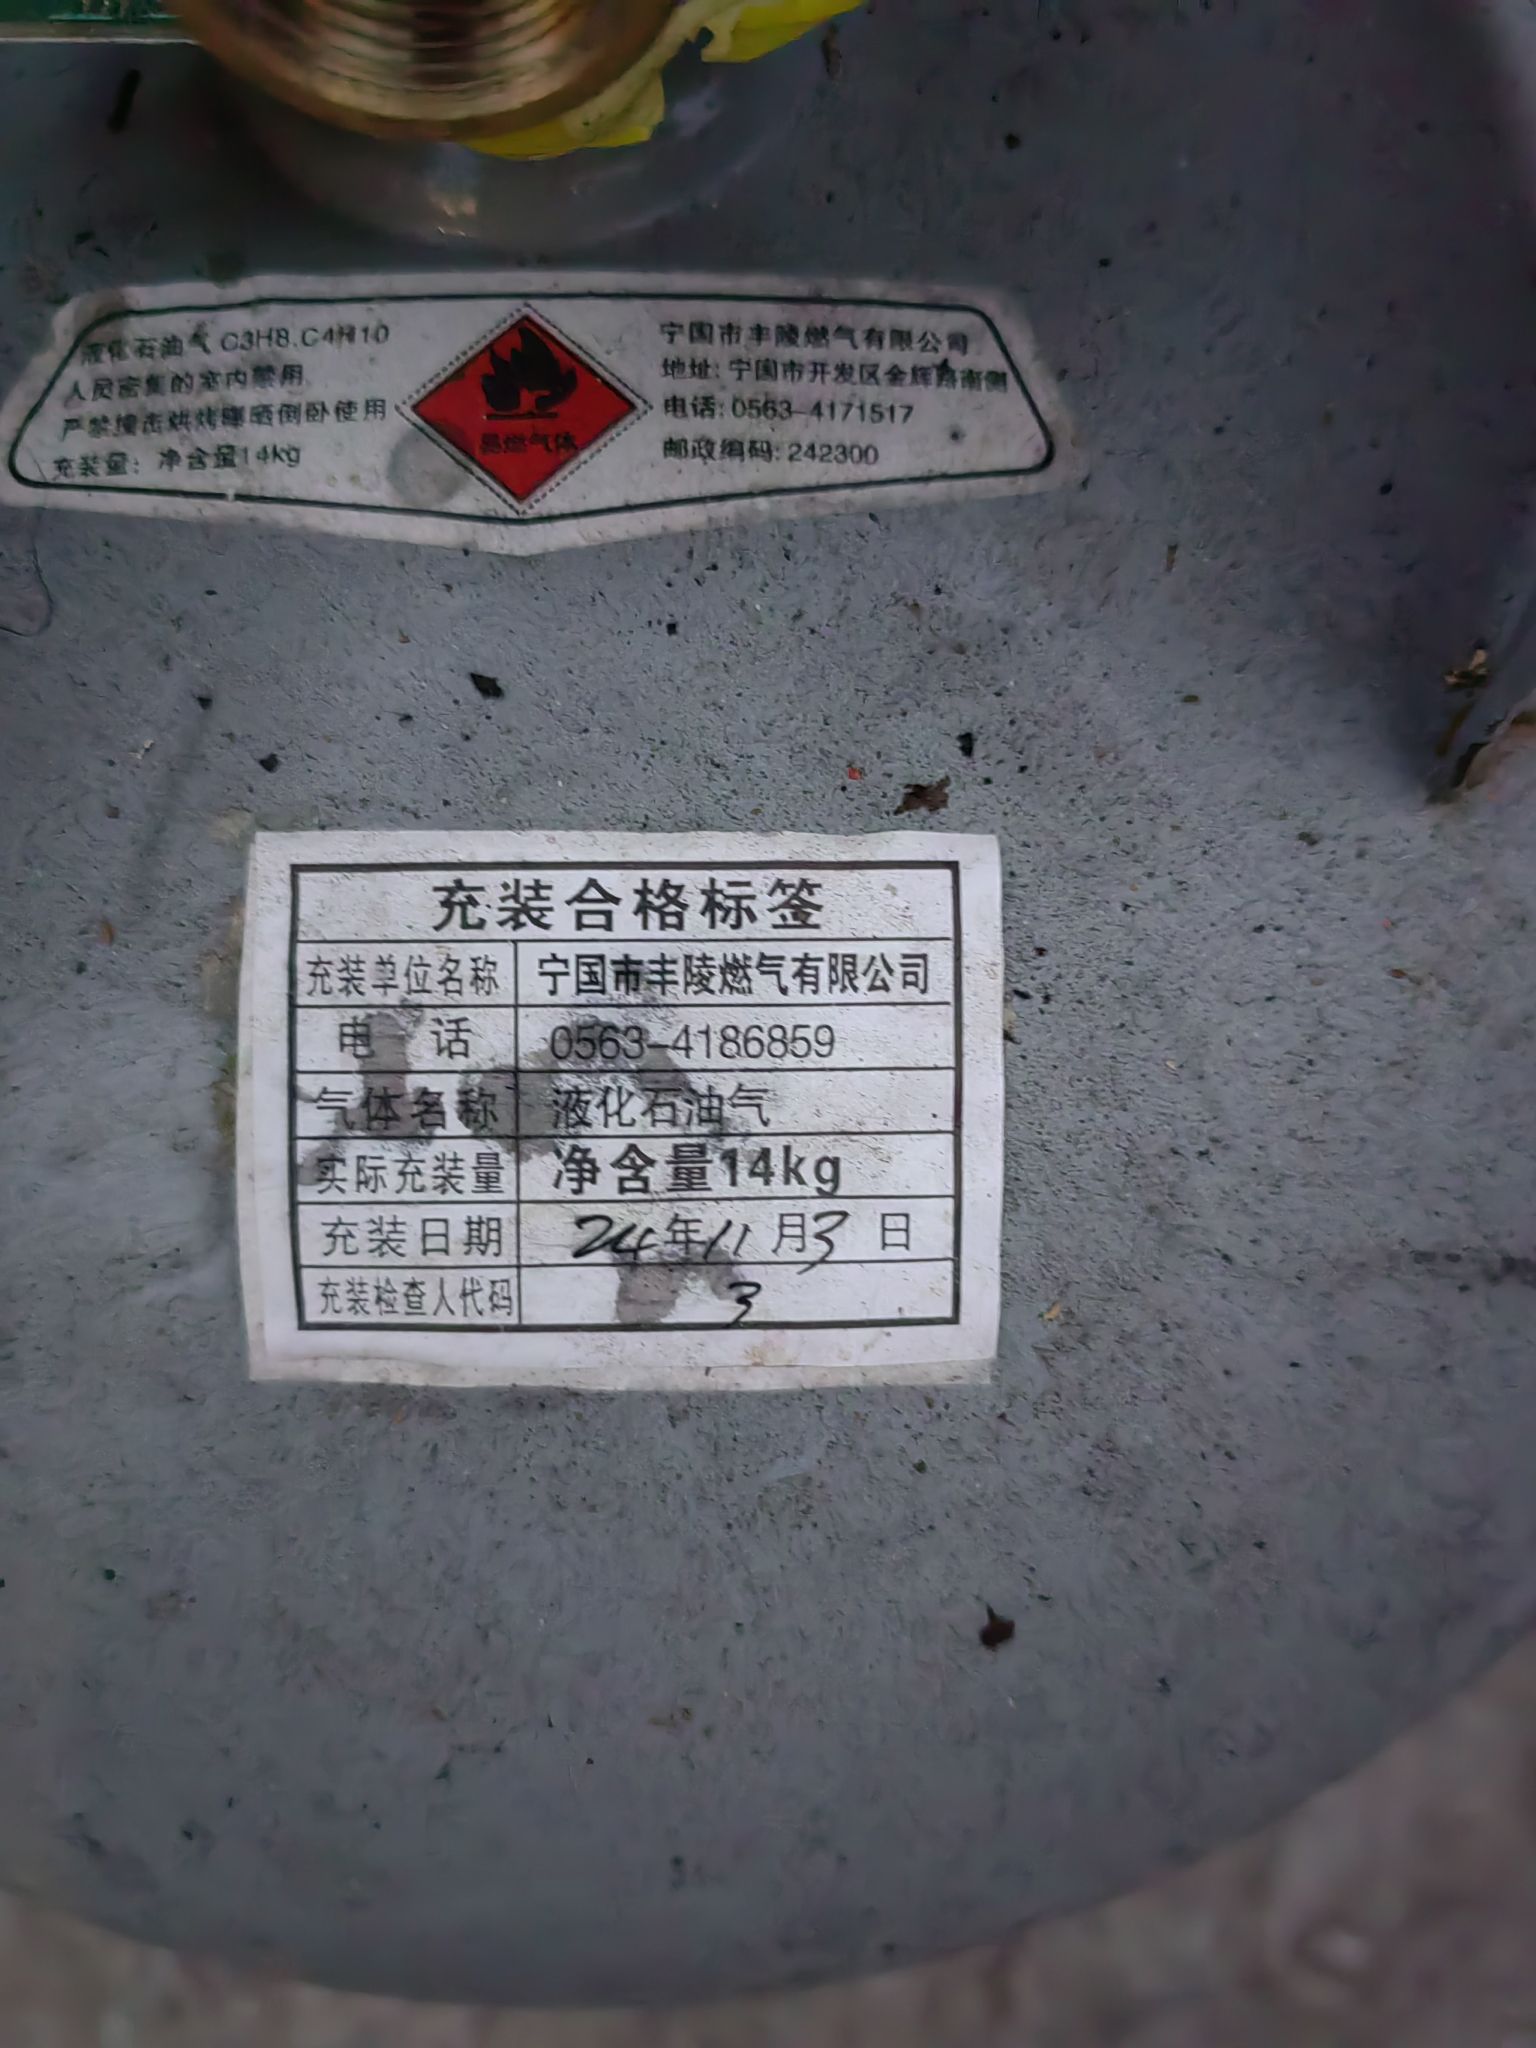 液化石油气 C3H8.C4H10
人员密集的室内禁用
严禁撞击烘烤曝晒倒卧使用
充装量：净含量14kg
易燃气体
宁国市丰陵燃气有限公司
地址: 宁国市开发区金辉路南侧
电话: 0563-4171517
邮政编码: 242300
充装合格标签
充装单位名称 宁国市丰陵燃气有限公司
电 话 0563-4186859
气体名称 液化石油气
实际充装量 净含量14kg
充装日期 24年11月3日
充装检查人代码 3